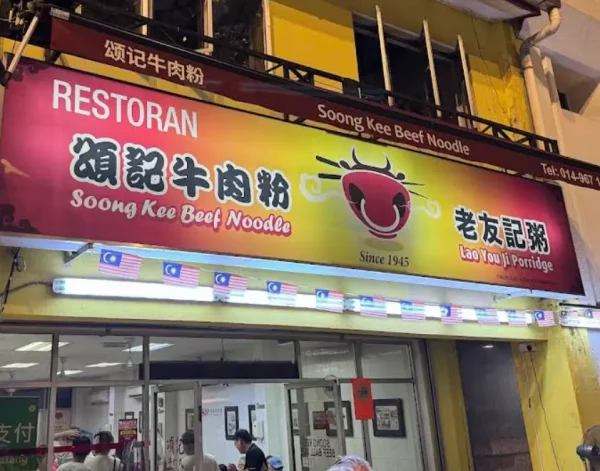 颂记牛肉粉
Soong Kee Beef Noodle
Tel: 014-967 1
RESTORAN
頌記牛肉粉
Soong Kee Beef Noodle
Since 1945
老友記粥
Lao You Ji Porridge
支付